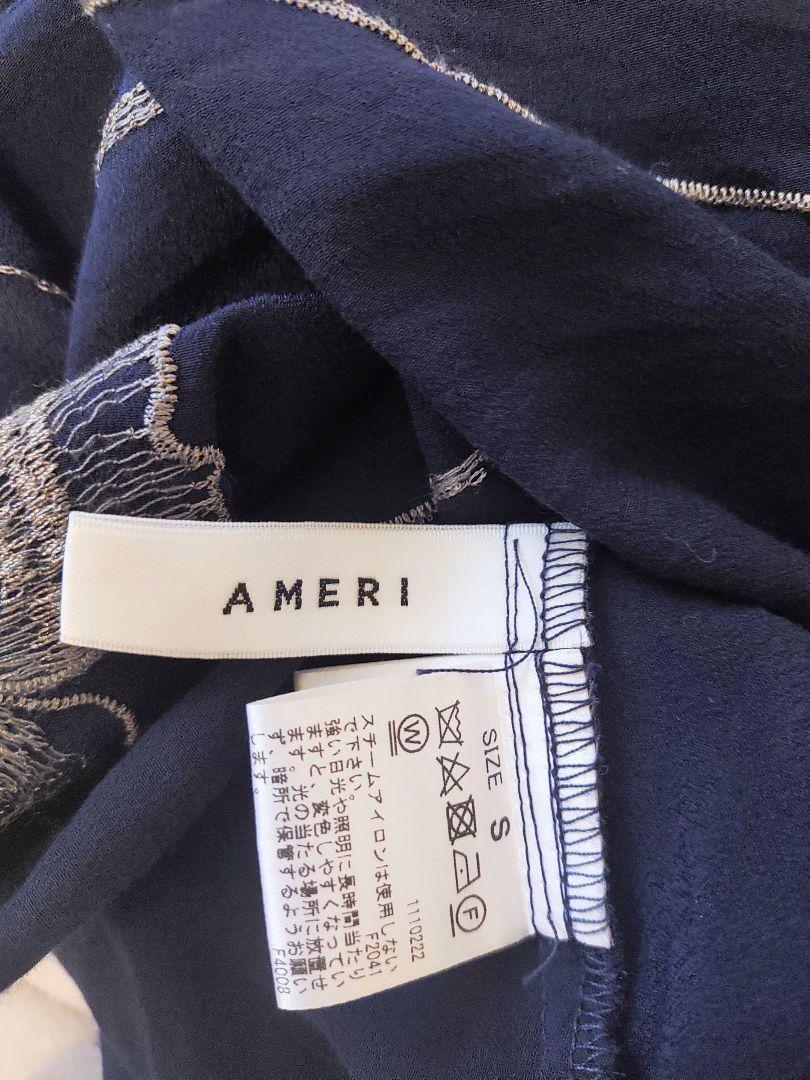 AMERI
SIZE S
F
W
1110222
スチームアイロンは使用しない
で下さい。 F2041
強い日光や照明に長時間当たり
ますと、変色しやすくなってい
ます。光の当たる場所に放置せ
ず、暗所で保管するようお願い
します。 F4008